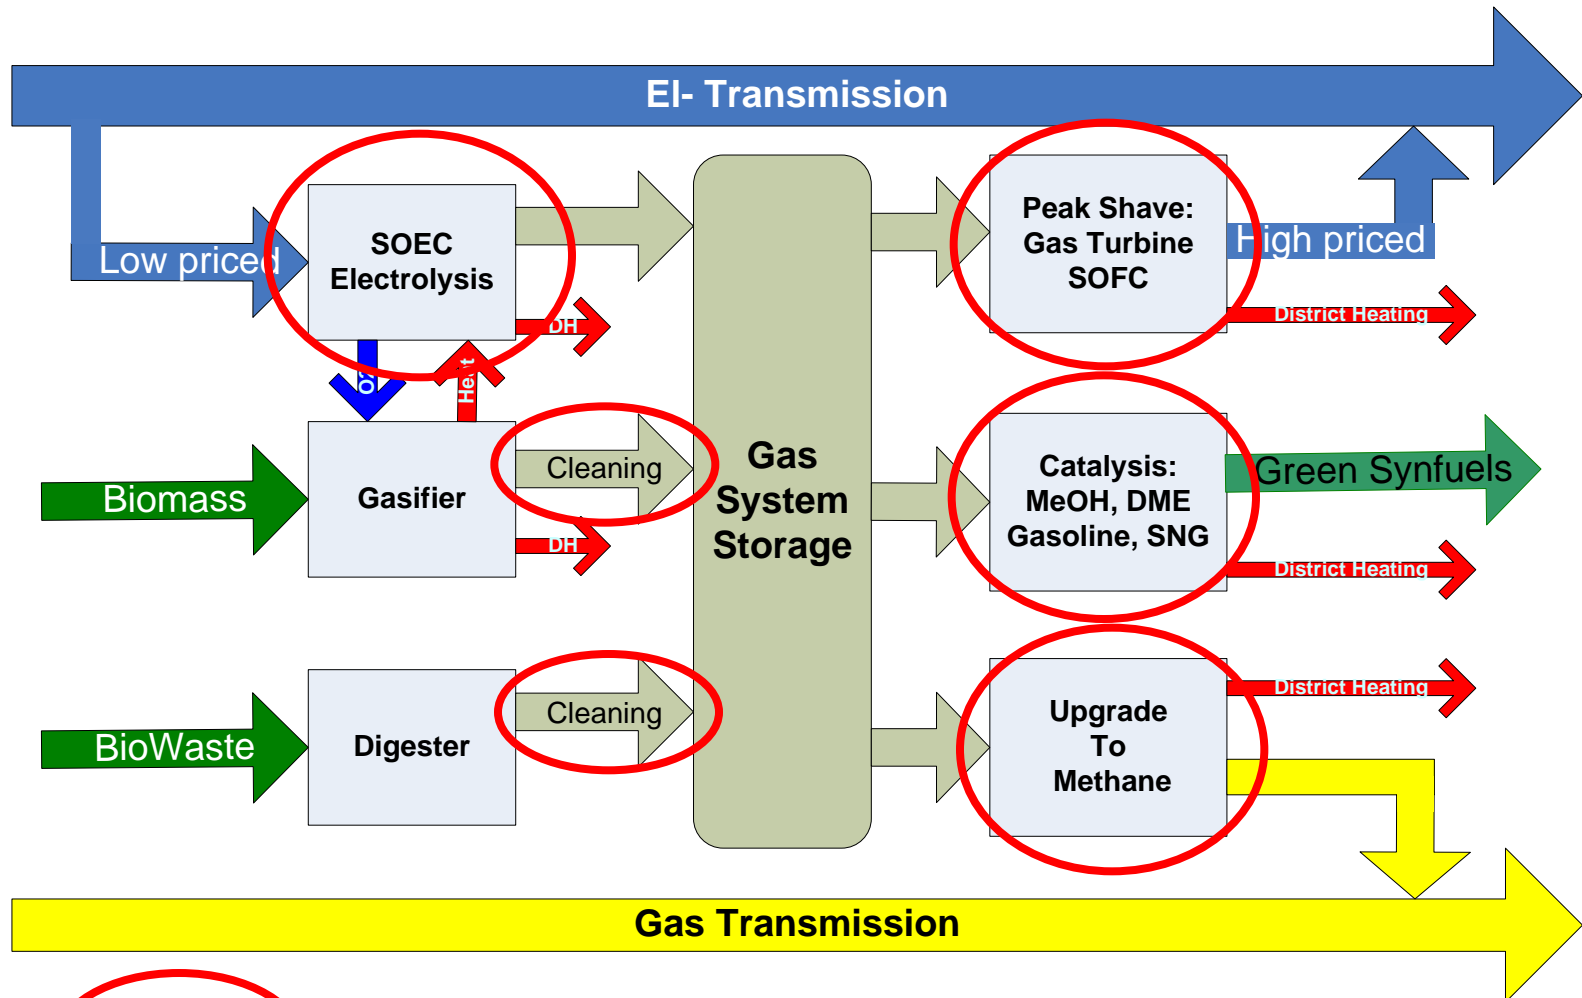 El- Transmission
Low priced
SOEC
Electrolysis
DH
O2
Heat
Biomass
Gasifier
Cleaning
DH
BioWaste
Digester
Cleaning
Gas
System
Storage
Peak Shave:
Gas Turbine
SOFC
High priced
District Heating
Catalysis:
MeOH, DME
Gasoline, SNG
Green Synfuels
District Heating
Upgrade
To
Methane
District Heating
Gas Transmission